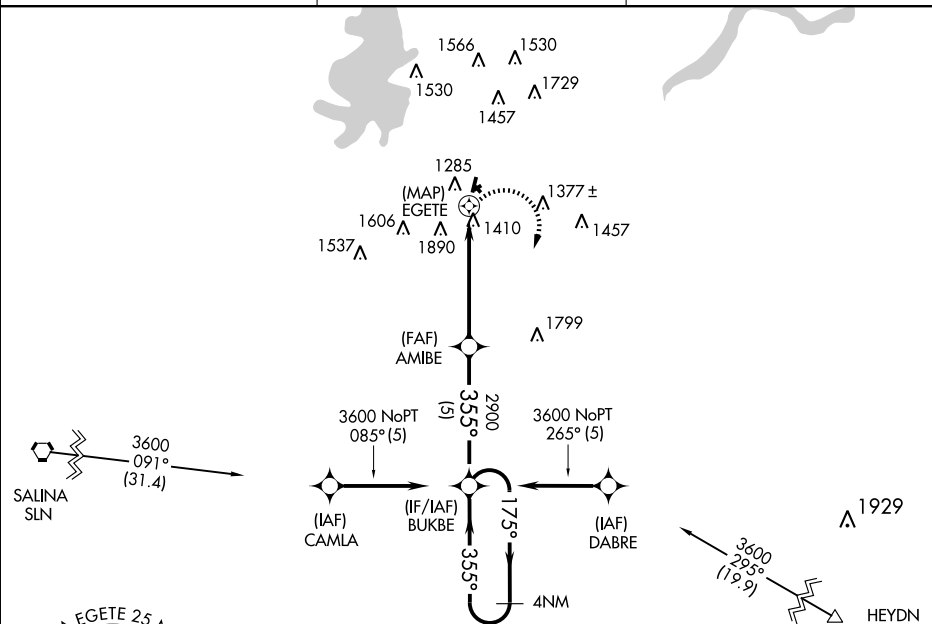 1566
1530
1530
1729
1457
1285
(MAP)
EGETE
1377 ±
1606
1410
1457
1537
1890
1799
(FAF)
AMIBE
2900
355°
(5)
3600 NoPT
085° (5)
3600 NoPT
265° (5)
3600
091°
(31.4)
SALINA
SLN
(IAF)
CAMLA
(IF/IAF)
BUKBE
175°
(IAF)
DABRE
1929
355°
3600
295°
(19.9)
4NM
HEYDN
EGETE 25